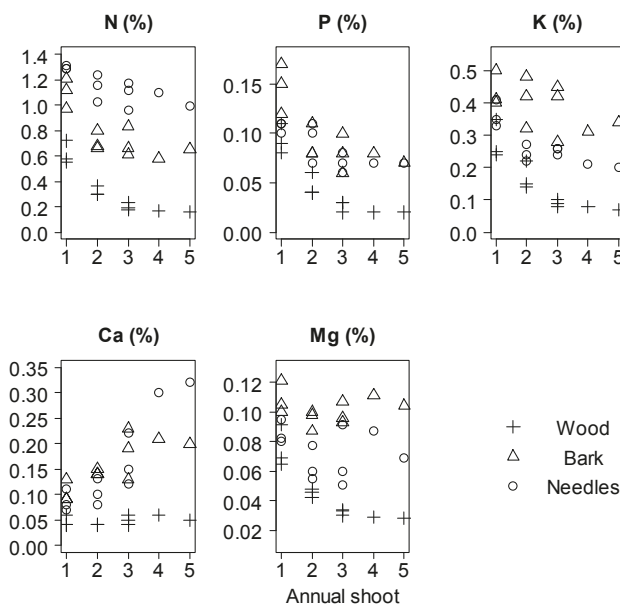 N (%)
P (%)
K (%)
1.4
1.2
1.0
0.8
0.6
0.4
0.2
0.0
0.15
0.10
0.05
0.00
0.5
0.4
0.3
0.2
0.1
0.0
1 2 3 4 5
1 2 3 4 5
1 2 3 4 5
Ca (%)
Mg (%)
0.35
0.30
0.25
0.20
0.15
0.10
0.05
0.00
0.12
0.10
0.08
0.06
0.04
0.02
1 2 3 4 5
1 2 3 4 5
Annual shoot
Wood
Bark
Needles